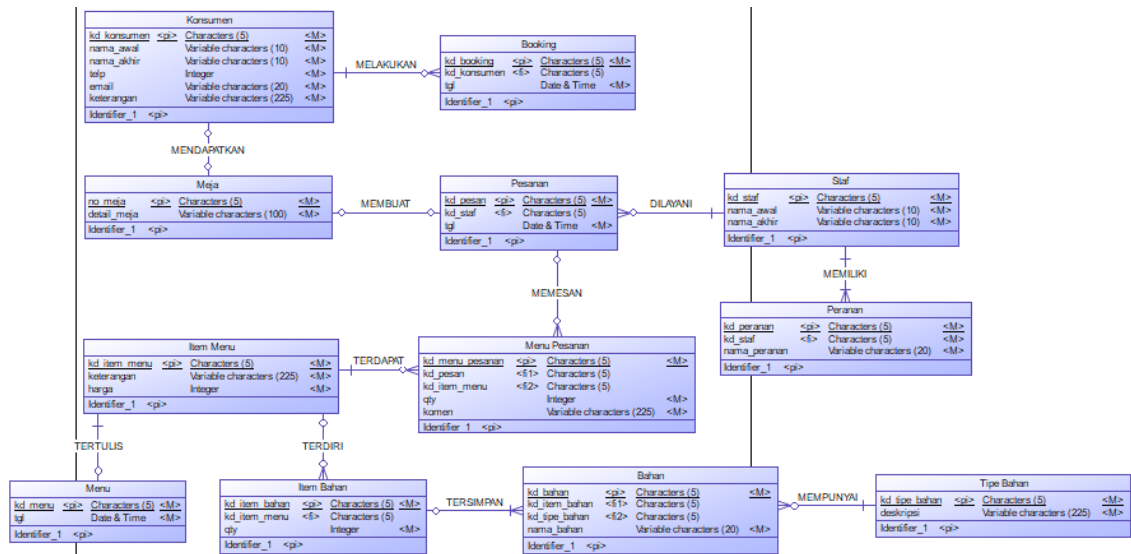 Konsumen
kd_konsumen <pi> Characters (5) <M>
nama_awal Variable characters (10) <M>
nama_akhir Variable characters (10) <M>
telp Integer <M>
email Variable characters (20) <M>
keterangan Variable characters (225) <M>
Identifier_1 <pi>
MELAKUKAN
Booking
kd_booking <pi> Characters (5) <M>
kd_konsumen <fi> Characters (5)
tgl Date & Time <M>
Identifier_1 <pi>
MENDAPATKAN
Meja
no_meja <pi> Characters (5) <M>
detail_meja Variable characters (100) <M>
Identifier_1 <pi>
MEMBUAT
Pesanan
kd_pesan <pi> Characters (5) <M>
kd_staf <fi> Characters (5)
tgl Date & Time <M>
Identifier_1 <pi>
DILAYANI
Staf
kd_staf <pi> Characters (5) <M>
nama_awal Variable characters (10) <M>
nama_akhir Variable characters (10) <M>
Identifier_1 <pi>
MEMILIKI
MEMESAN
Peranan
kd_peranan <pi> Characters (5) <M>
kd_staf <fi> Characters (5)
nama_peranan Variable characters (20) <M>
Identifier_1 <pi>
Item Menu
kd_item_menu <pi> Characters (5) <M>
keterangan Variable characters (225) <M>
harga Integer <M>
Identifier_1 <pi>
TERDAPAT
Menu Pesanan
kd_menu_pesanan <pi> Characters (5) <M>
kd_pesan <fi1> Characters (5)
kd_item_menu <fi2> Characters (5)
qty Integer <M>
komen Variable characters (225) <M>
Identifier_1 <pi>
TERTULIS
TERDIRI
Menu
kd_menu <pi> Characters (5) <M>
tgl Date & Time <M>
Identifier_1 <pi>
Item Bahan
kd_item_bahan <pi> Characters (5) <M>
kd_item_menu <fi> Characters (5)
qty Integer <M>
Identifier_1 <pi>
TERSIMPAN
Bahan
kd_bahan <pi> Characters (5) <M>
kd_item_bahan <fi1> Characters (5)
kd_tipe_bahan <fi2> Characters (5)
nama_bahan Variable characters (20) <M>
Identifier_1 <pi>
MEMPUNYAI
Tipe Bahan
kd_tipe_bahan <pi> Characters (5) <M>
deskripsi Variable characters (225) <M>
Identifier_1 <pi>